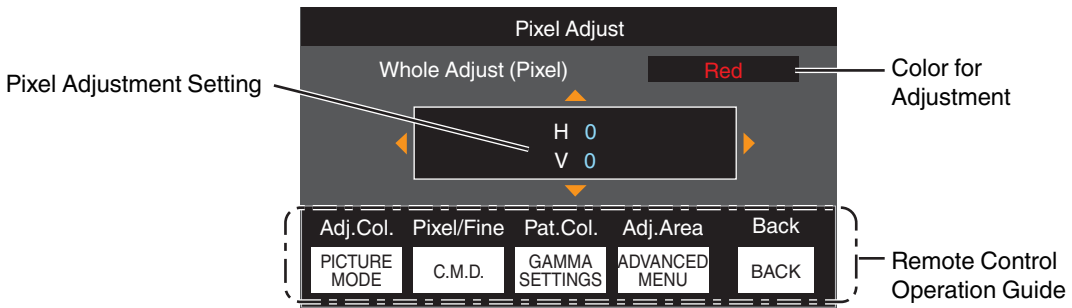 Pixel Adjust
Whole Adjust (Pixel)
Red
Pixel Adjustment Setting
Color for
Adjustment
H 0
V 0
Adj.Col. Pixel/Fine Pat.Col. Adj.Area Back
PICTURE
MODE
C.M.D.
GAMMA
SETTINGS
ADVANCED
MENU
BACK
Remote Control
Operation Guide